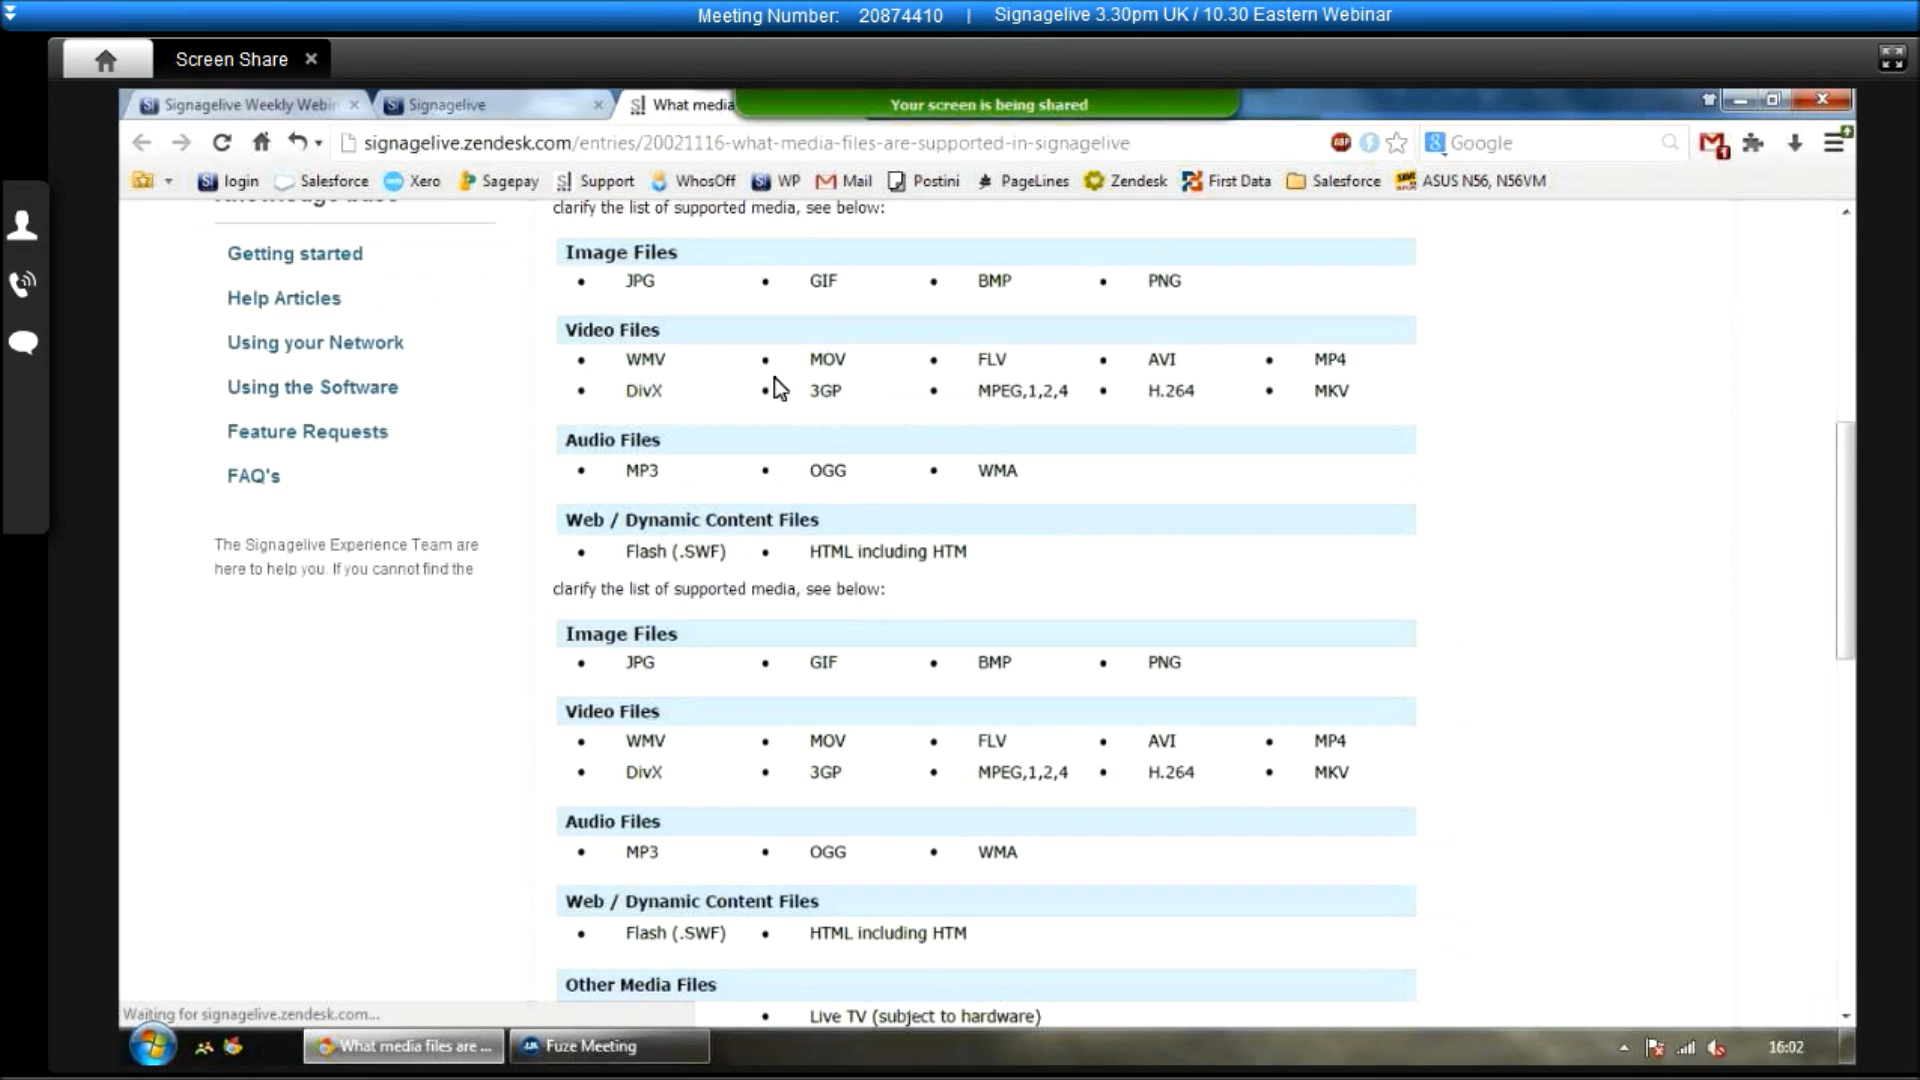 Meeting Number: 20874410 | Signagelive 3.30pm UK / 10.30 Eastern Webinar
Screen Share
Signagelive Weekly Webin
Signagelive
What media
Your screen is being shared
signagelive.zendesk.com/entries/20021116-what-media-files-are-supported-in-signagelive
Google
login Salesforce Xero Sagepay Support WhosOff WP Mail Postini PageLines Zendesk First Data Salesforce ASUS N56, N56VM
clarify the list of supported media, see below:
Getting started
Help Articles
Using your Network
Using the Software
Feature Requests
FAQ's
The Signagelive Experience Team are
here to help you. If you cannot find the
Image Files
• JPG • GIF • BMP • PNG
Video Files
• WMV • MOV • FLV • AVI • MP4
• DivX • 3GP • MPEG,1,2,4 • H.264 • MKV
Audio Files
• MP3 • OGG • WMA
Web / Dynamic Content Files
• Flash (.SWF) • HTML including HTM
clarify the list of supported media, see below:
Image Files
• JPG • GIF • BMP • PNG
Video Files
• WMV • MOV • FLV • AVI • MP4
• DivX • 3GP • MPEG,1,2,4 • H.264 • MKV
Audio Files
• MP3 • OGG • WMA
Web / Dynamic Content Files
• Flash (.SWF) • HTML including HTM
Other Media Files
• Live TV (subject to hardware)
Waiting for signagelive.zendesk.com...
What media files are ...
Fuze Meeting
16:02